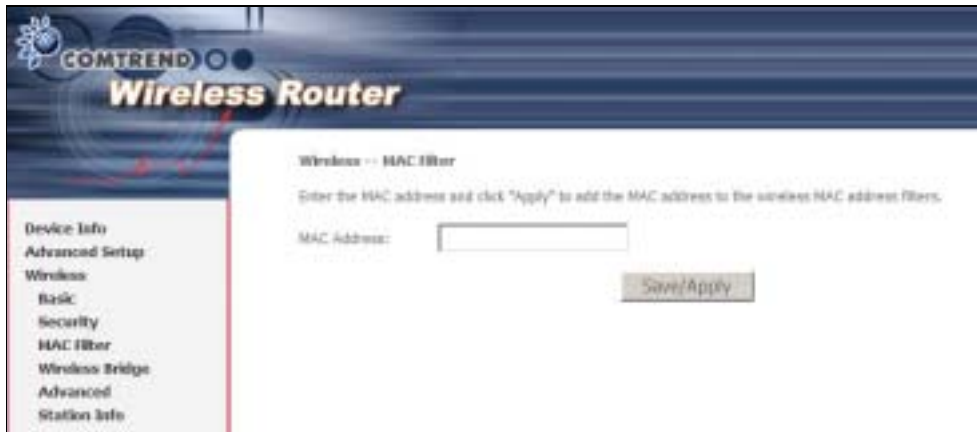 COMTREND
Wireless Router
Wireless -- MAC Filter
Enter the MAC address and click "Apply" to add the MAC address to the wireless MAC address filters.
MAC Address:
Save/Apply
Device Info
Advanced Setup
Wireless
Basic
Security
MAC Filter
Wireless Bridge
Advanced
Station Info